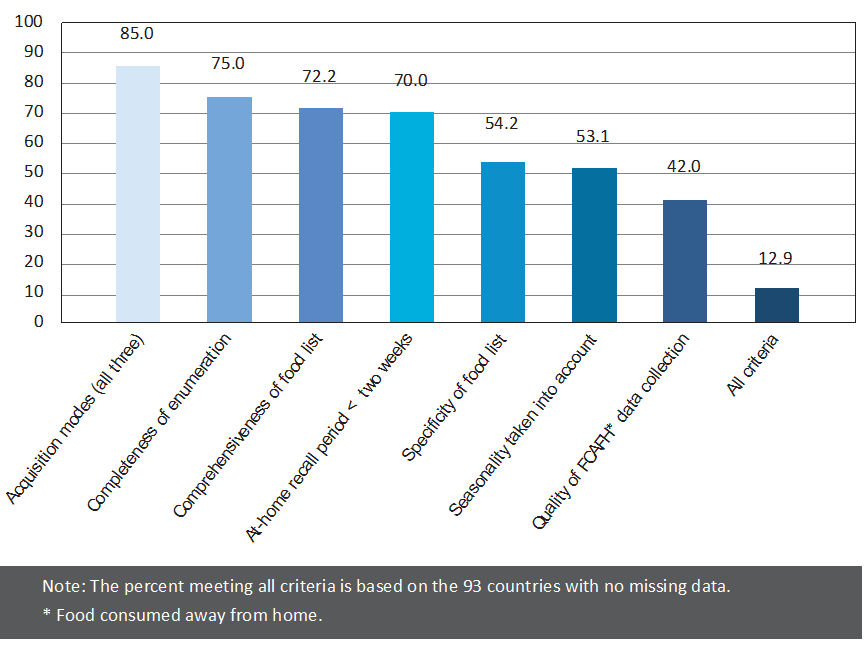 100
90
80
70
60
50
40
30
20
10
0
85.0
75.0
72.2
70.0
54.2
53.1
42.0
12.9
Acquisition modes (all three)
Completeness of enumeration
Comprehensiveness of food list
At-home recall period < two weeks
Specificity of food list
Seasonality taken into account
Quality of FCAFH* data collection
All criteria
Note: The percent meeting all criteria is based on the 93 countries with no missing data.
* Food consumed away from home.